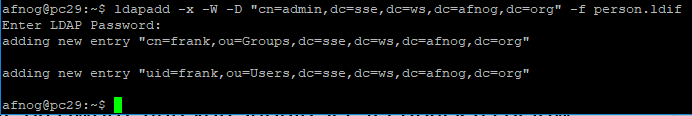 afnog@pc29:~$ ldapadd -x -W -D "cn=admin,dc=sse,dc=ws,dc=afnog,dc=org" -f person.ldif
Enter LDAP Password:
adding new entry "cn=frank,ou=Groups,dc=sse,dc=ws,dc=afnog,dc=org"
adding new entry "uid=frank,ou=Users,dc=sse,dc=ws,dc=afnog,dc=org"
afnog@pc29:~$